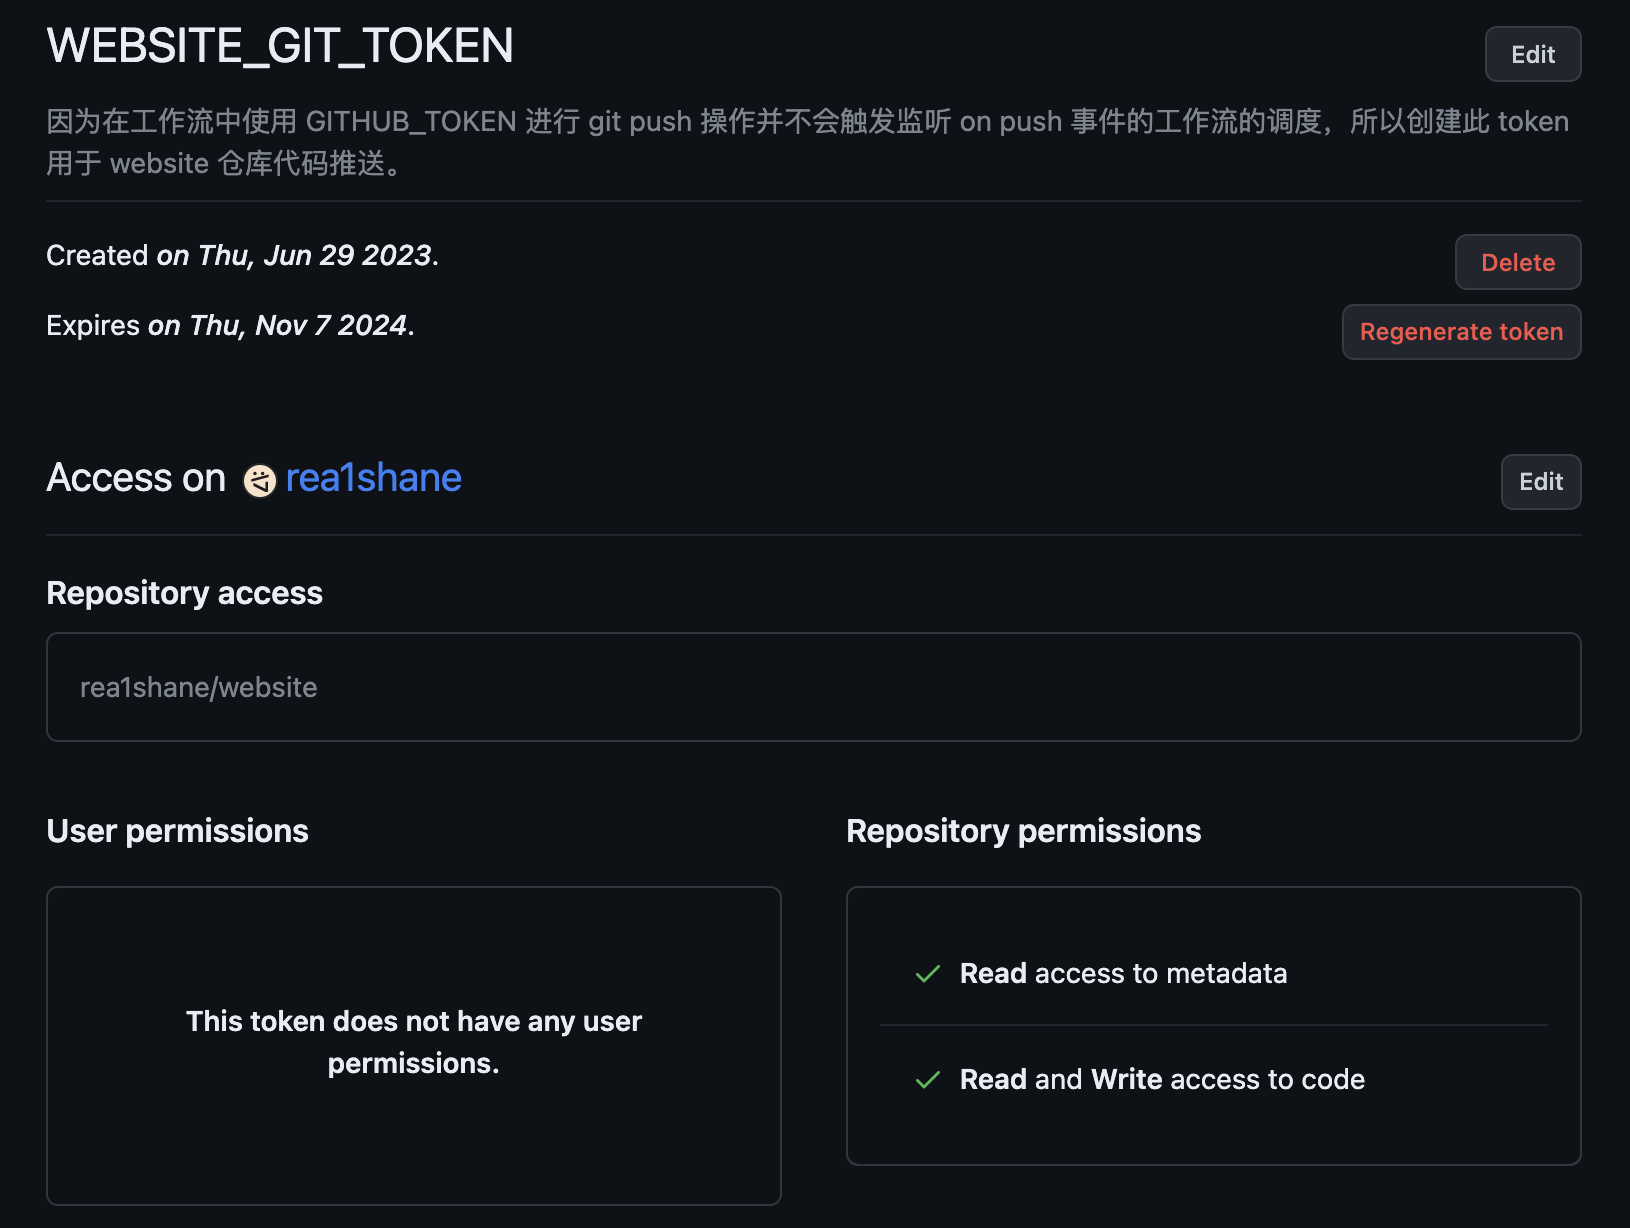 WEBSITE_GIT_TOKEN
Edit
因为在工作流中使用 GITHUB_TOKEN 进行 git push 操作并不会触发监听 on push 事件的工作流的调度，所以创建此 token
用于 website 仓库代码推送。
Created on Thu, Jun 29 2023.
Delete
Expires on Thu, Nov 7 2024.
Regenerate token
Access on rea1shane
Edit
Repository access
rea1shane/website
User permissions
This token does not have any user
permissions.
Repository permissions
Read access to metadata
Read and Write access to code